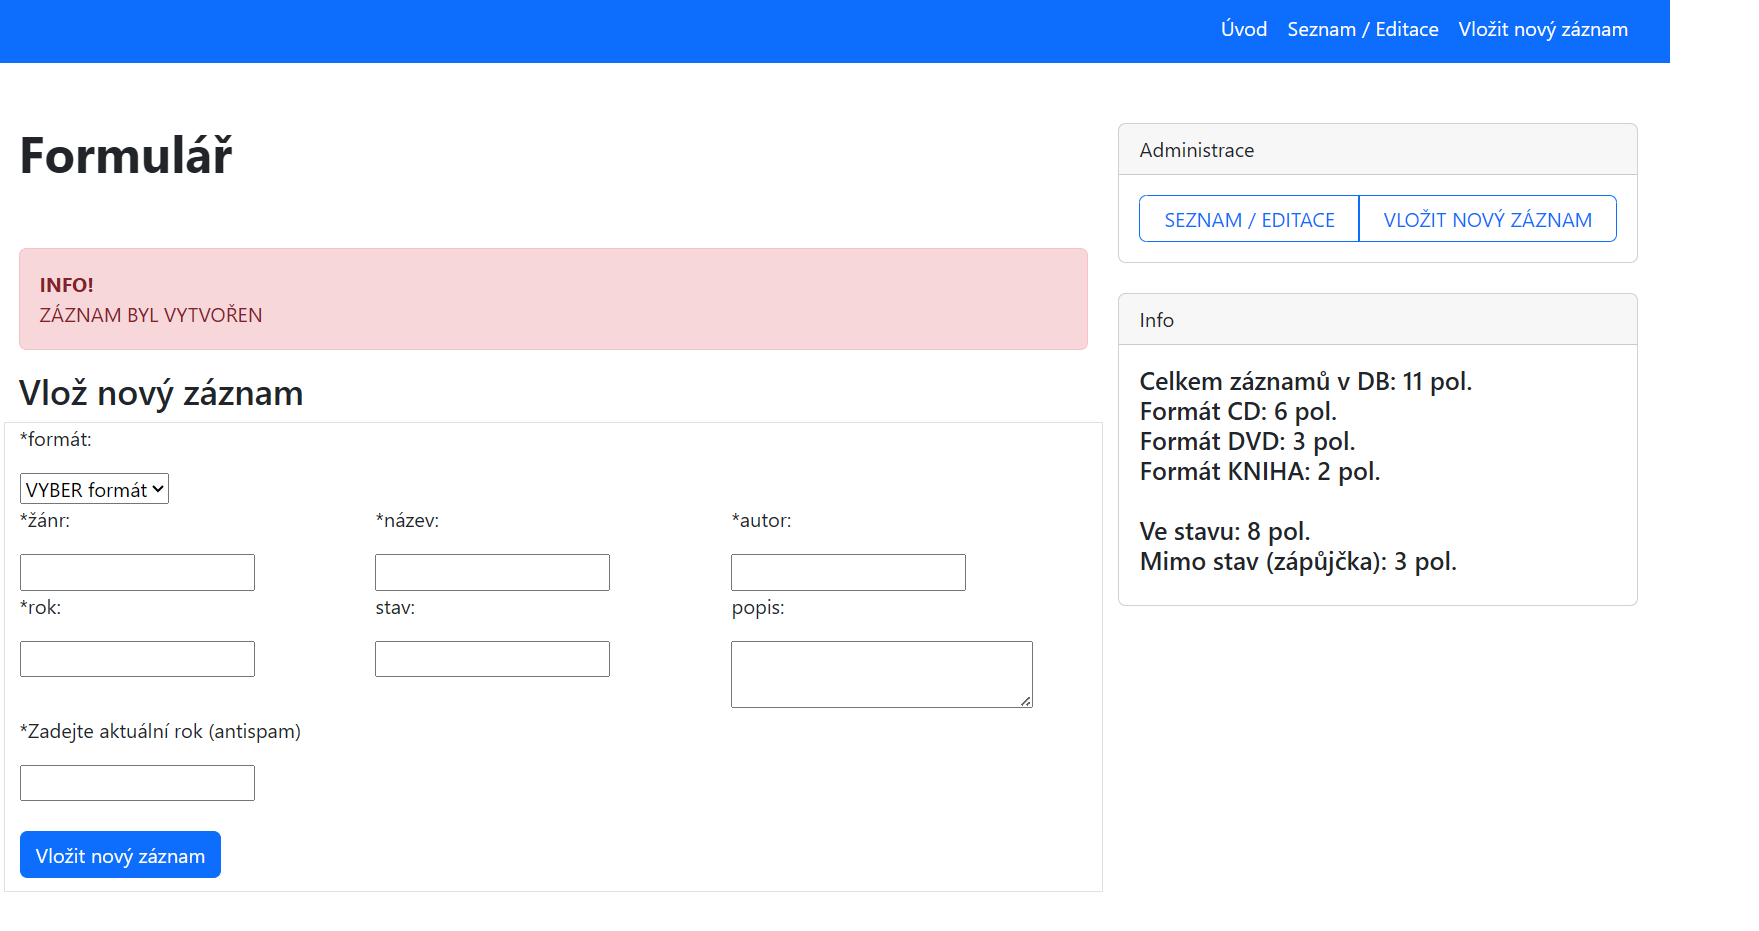 Úvod Seznam / Editace Vložit nový záznam
Formulář
INFO!
ZÁZNAM BYL VYTVOŘEN
Vlož nový záznam
*formát:
VYBER formát
*žánr: *název: *autor:
*rok: stav: popis:
*Zadejte aktuální rok (antispam)
Vložit nový záznam
Administrace
SEZNAM / EDITACE VLOŽIT NOVÝ ZÁZNAM
Info
Celkem záznamů v DB: 11 pol.
Formát CD: 6 pol.
Formát DVD: 3 pol.
Formát KNIHA: 2 pol.
Ve stavu: 8 pol.
Mimo stav (zápůjčka): 3 pol.